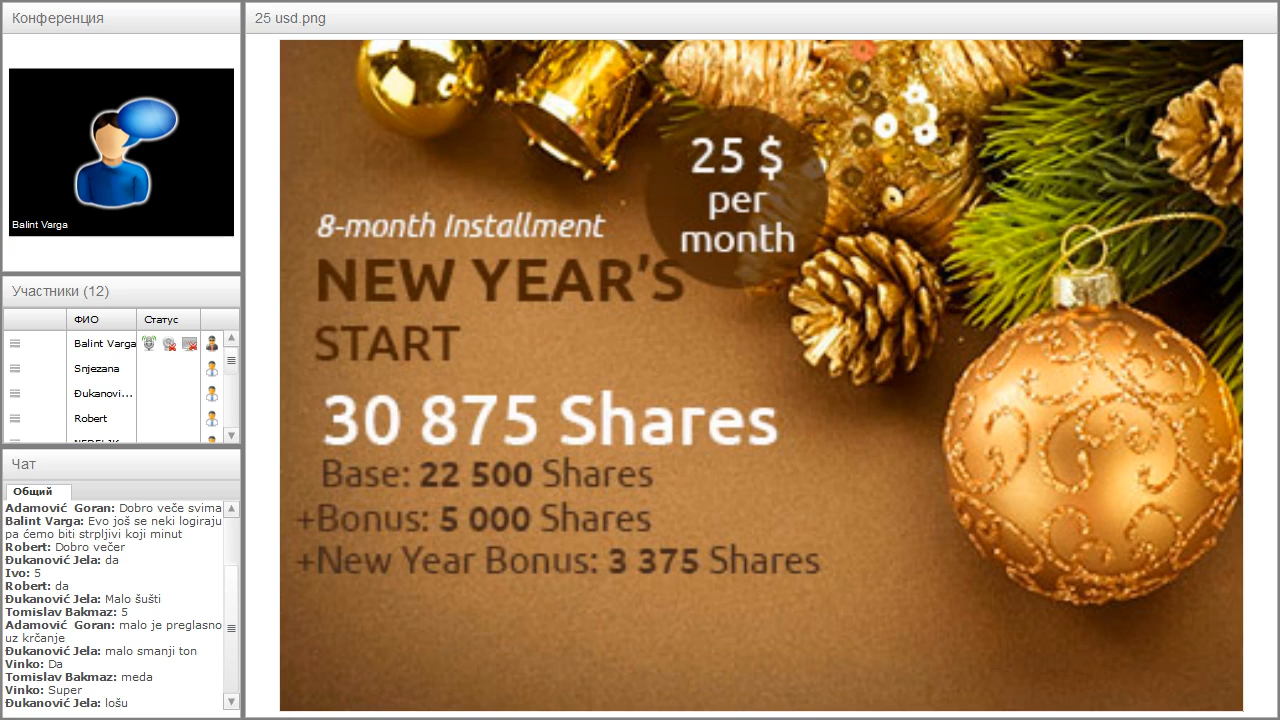 Конференция
Balint Varga
Участники (12)
ФИО Статус
Balint Varga
Snjezana
Đukanovi...
Robert
Чат
Общий
Adamović Goran: Dobro veče svima
Balint Varga: Evo još se neki logiraju
pa ćemo biti strpljivi koji minut
Robert: Dobro večer
Đukanović Jela: da
Ivo: 5
Robert: da
Đukanović Jela: Malo šušti
Tomislav Bakmaz: 5
Adamović Goran: malo je preglasno
uz krčanje
Đukanović Jela: malo smanji ton
Vinko: Da
Tomislav Bakmaz: meda
Vinko: Super
Đukanović Jela: lošu
25 usd.png
25 $
per
month
8-month Installment
NEW YEAR'S
START
30 875 Shares
Base: 22 500 Shares
+Bonus: 5 000 Shares
+New Year Bonus: 3 375 Shares